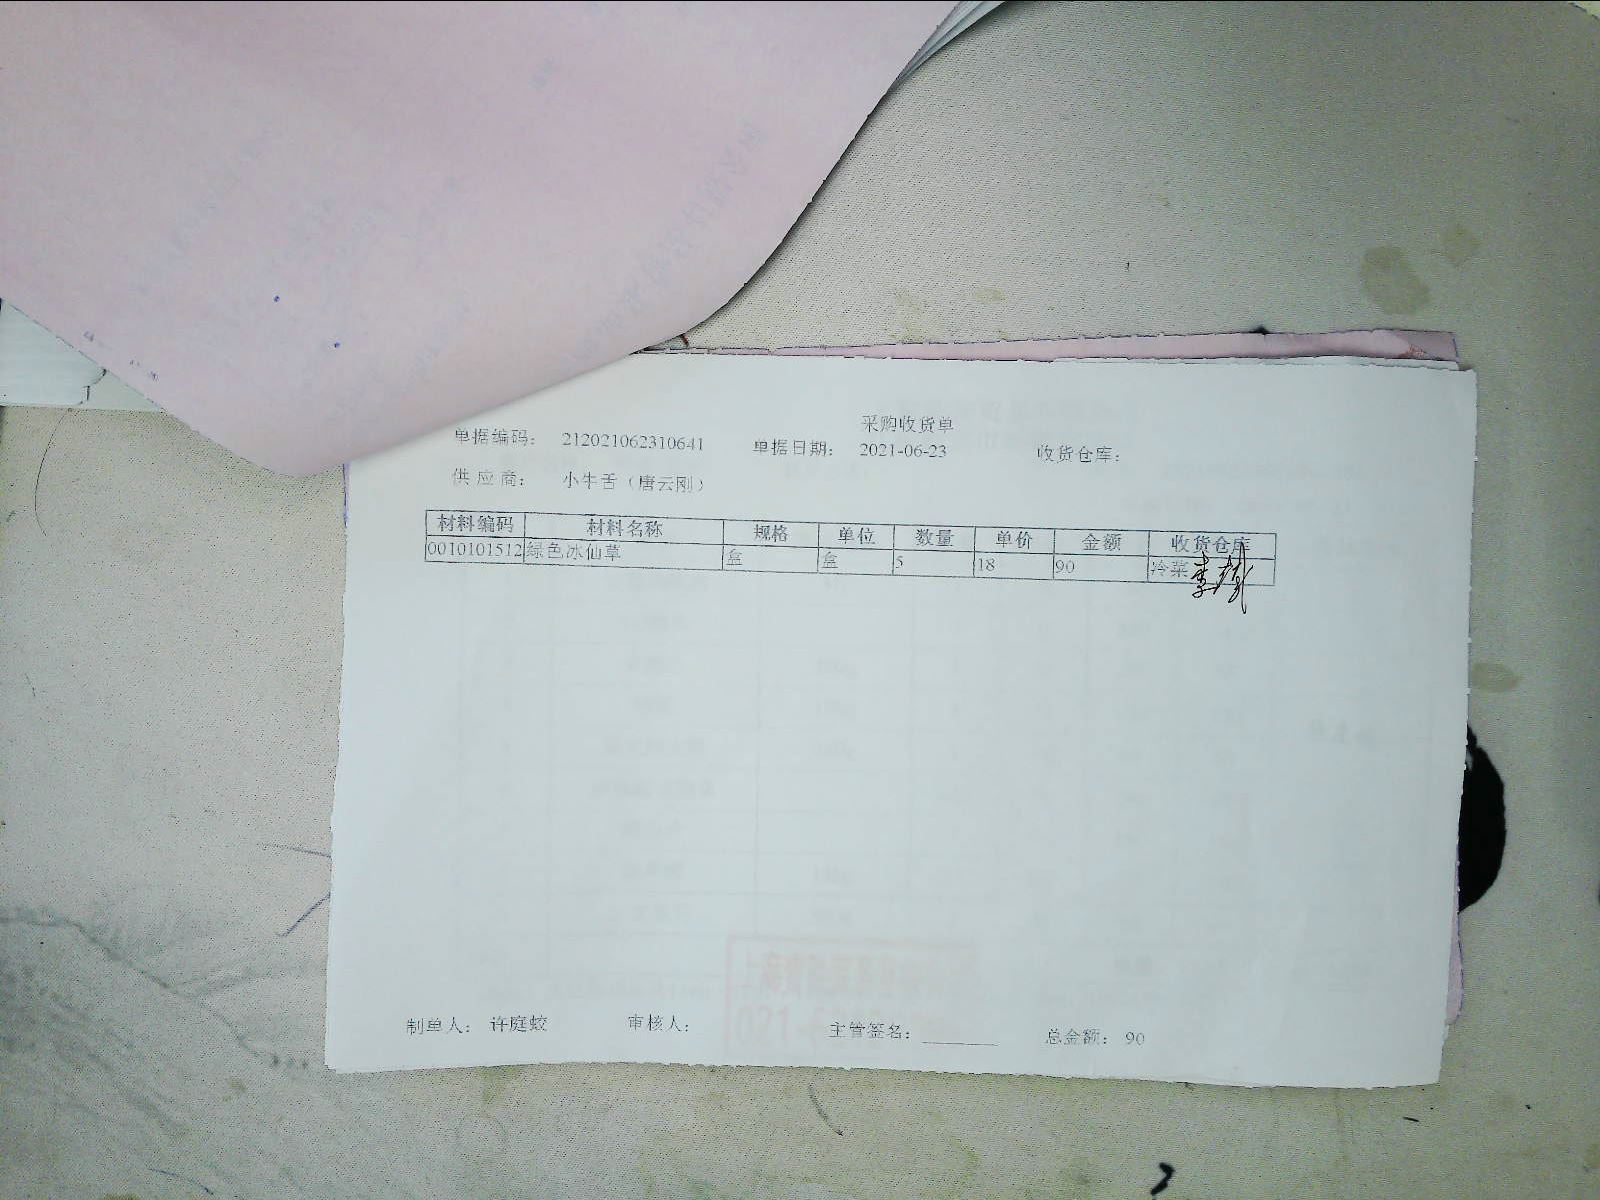 采购收货单
单据编码: 212021062310641 单据日期: 2021-06-23 收货仓库:
供应商: 小牛舌（唐云刚）
材料编码 材料名称 规格 单位 数量 单价 金额 收货仓库
0010101512 绿色冰仙草 盒 盒 5 18 90 冷菜
制单人: 许庭蛟 审核人: 主管签名: ________ 总金额: 90